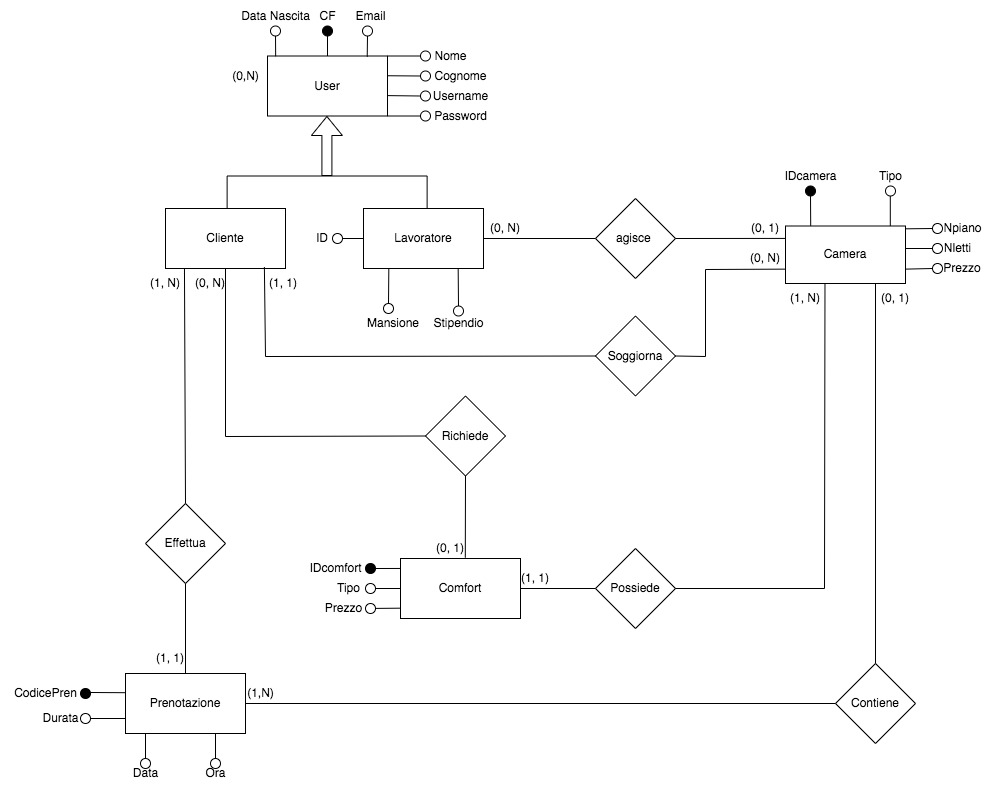 Data Nascita CF Email
Nome
(0,N)
Cognome
User
Username
Password
IDcamera Tipo
ID
Cliente
Lavoratore
(0, N)
agisce
(0, 1)
Npiano
Camera
Nletti
(0, N)
Prezzo
(1, N) (0, N) (1, 1)
(1, N) (0, 1)
Mansione Stipendio
Soggiorna
Richiede
Effettua
(0, 1)
IDcomfort
(1, 1)
Tipo
Comfort
Possiede
Prezzo
(1, 1)
CodicePren
(1,N)
Prenotazione
Contiene
Durata
Data Ora